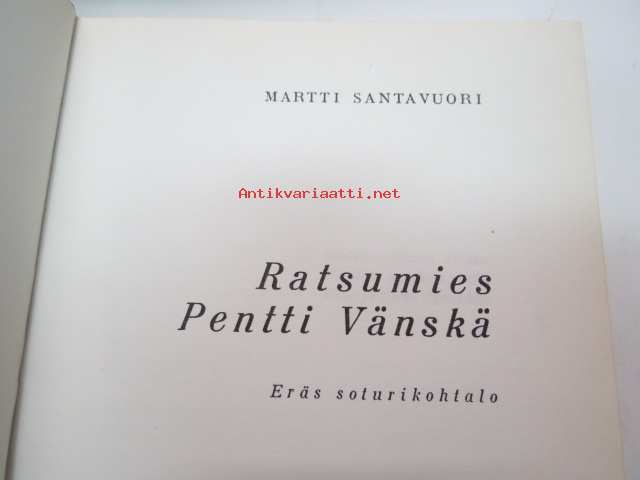 MARTTI SANTAVUORI
Antikvariaatti.net
Ratsumies
Pentti Vänskä
Eräs soturikohtalo